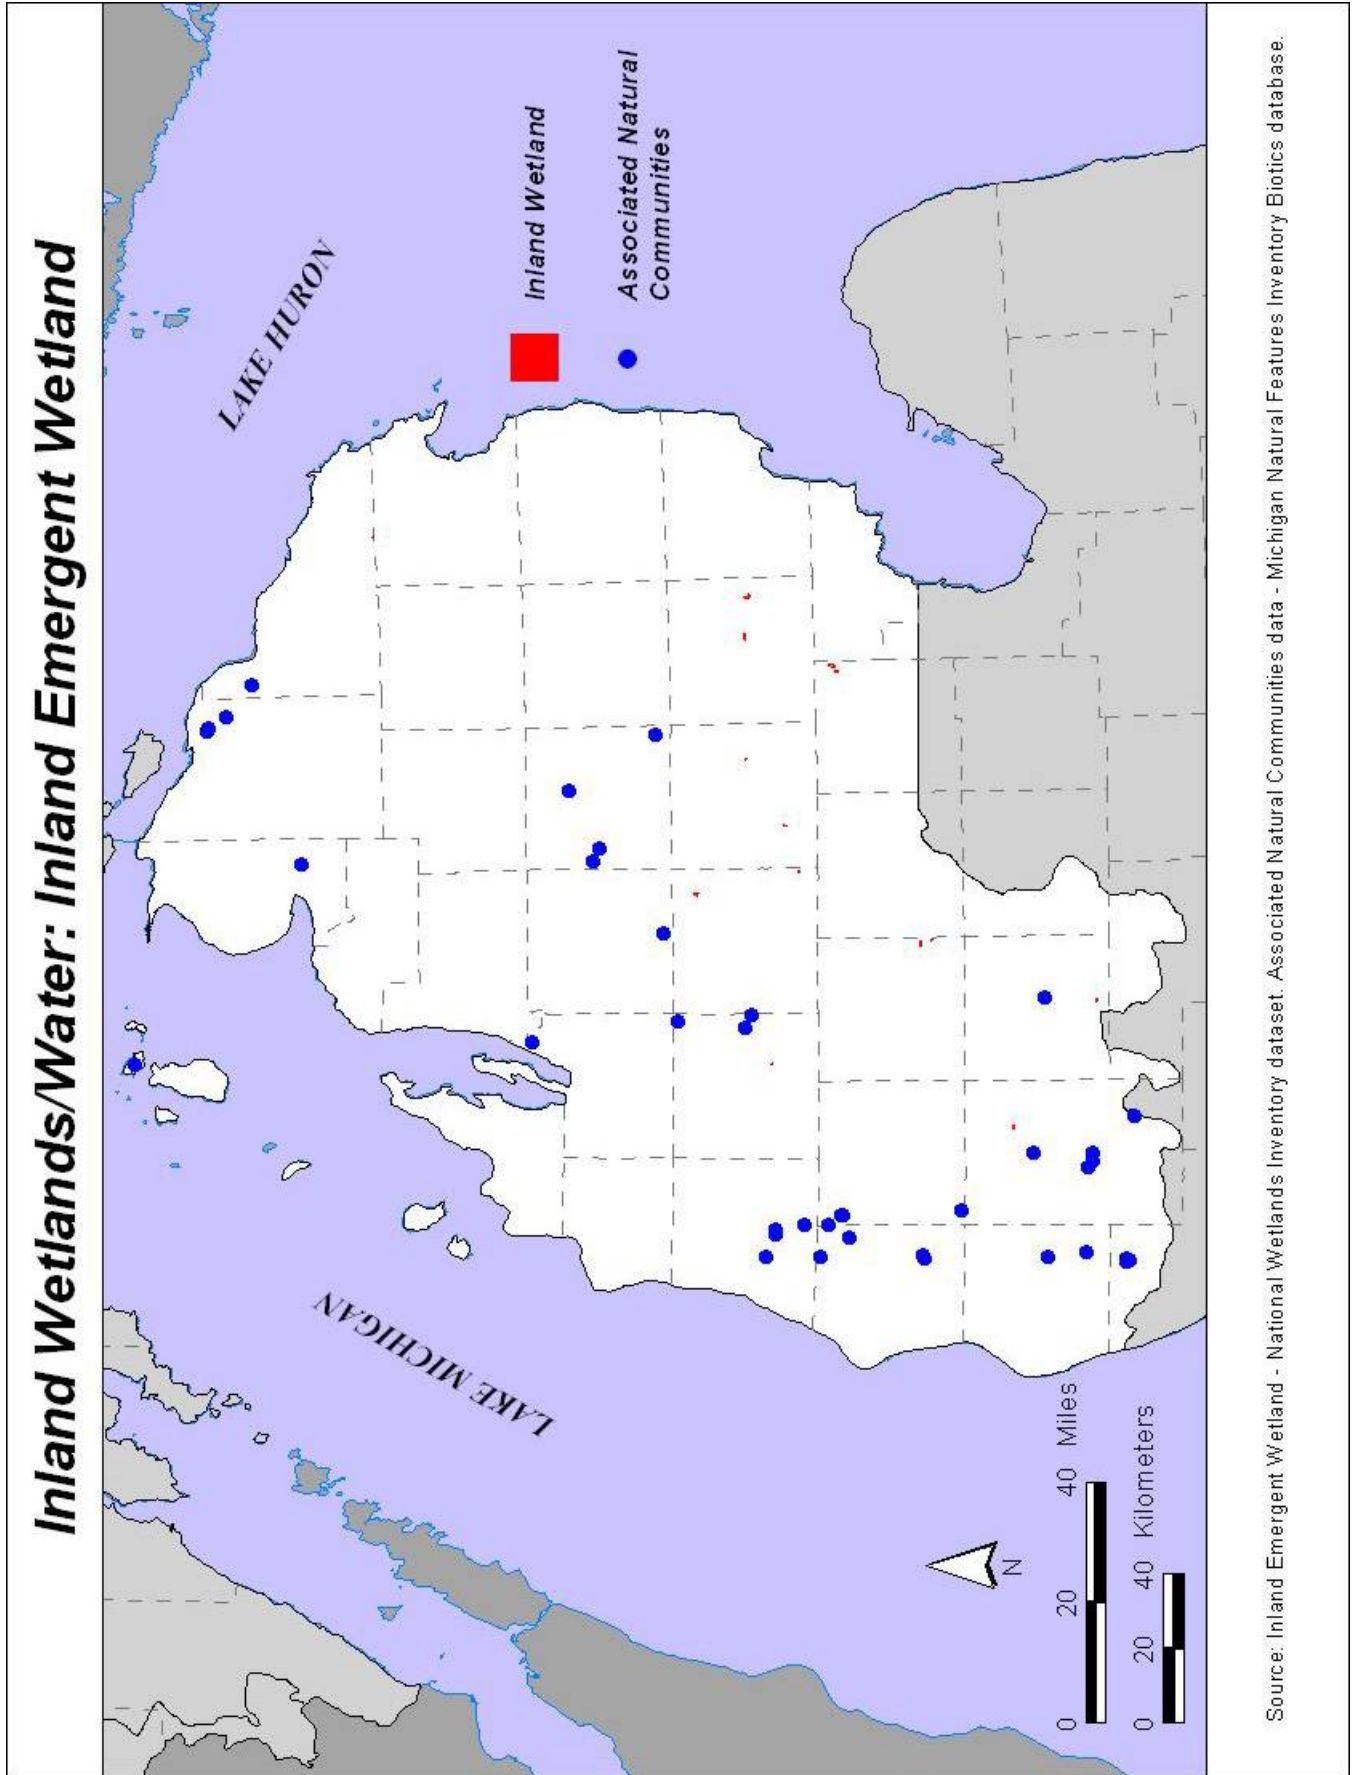 Inland Wetlands/Water: Inland Emergent Wetland
LAKE HURON
Inland Wetland
Associated Natural
Communities
LAKE MICHIGAN
N
0 20 40 Miles
0 20 40 Kilometers
Source: Inland Emergent Wetland - National Wetlands Inventory dataset. Associated Natural Communities data - Michigan Natural Features Inventory Biotics database.